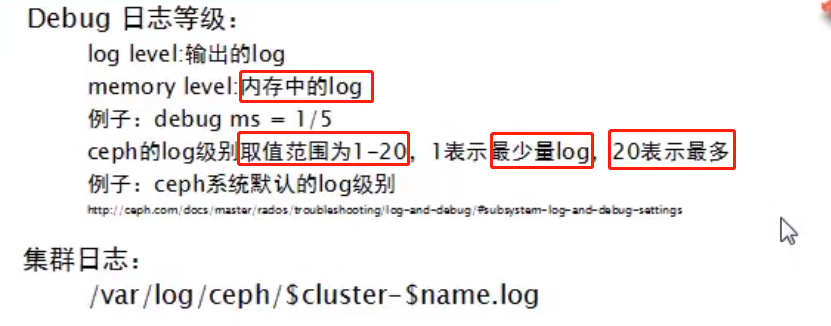 Debug 日志等级：
log level:输出的log
memory level:内存中的log
例子：debug ms = 1/5
ceph的log级别取值范围为1-20，1表示最少量log，20表示最多
例子：ceph系统默认的log级别
http://ceph.com/docs/master/rados/troubleshooting/log-and-debug/#subsystem-log-and-debug-settings
集群日志：
/var/log/ceph/$cluster-$name.log